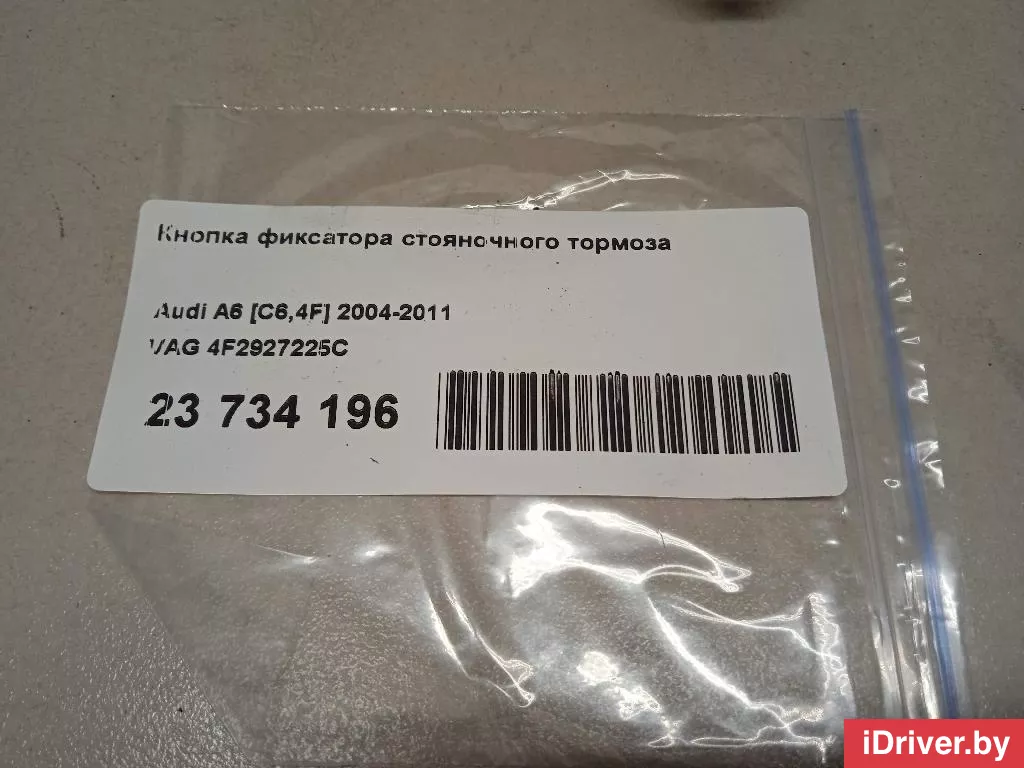 Кнопка фиксатора стояночного тормоза
Audi A6 [C6,4F] 2004-2011
VAG 4F2927225C
23 734 196
iDriver.by